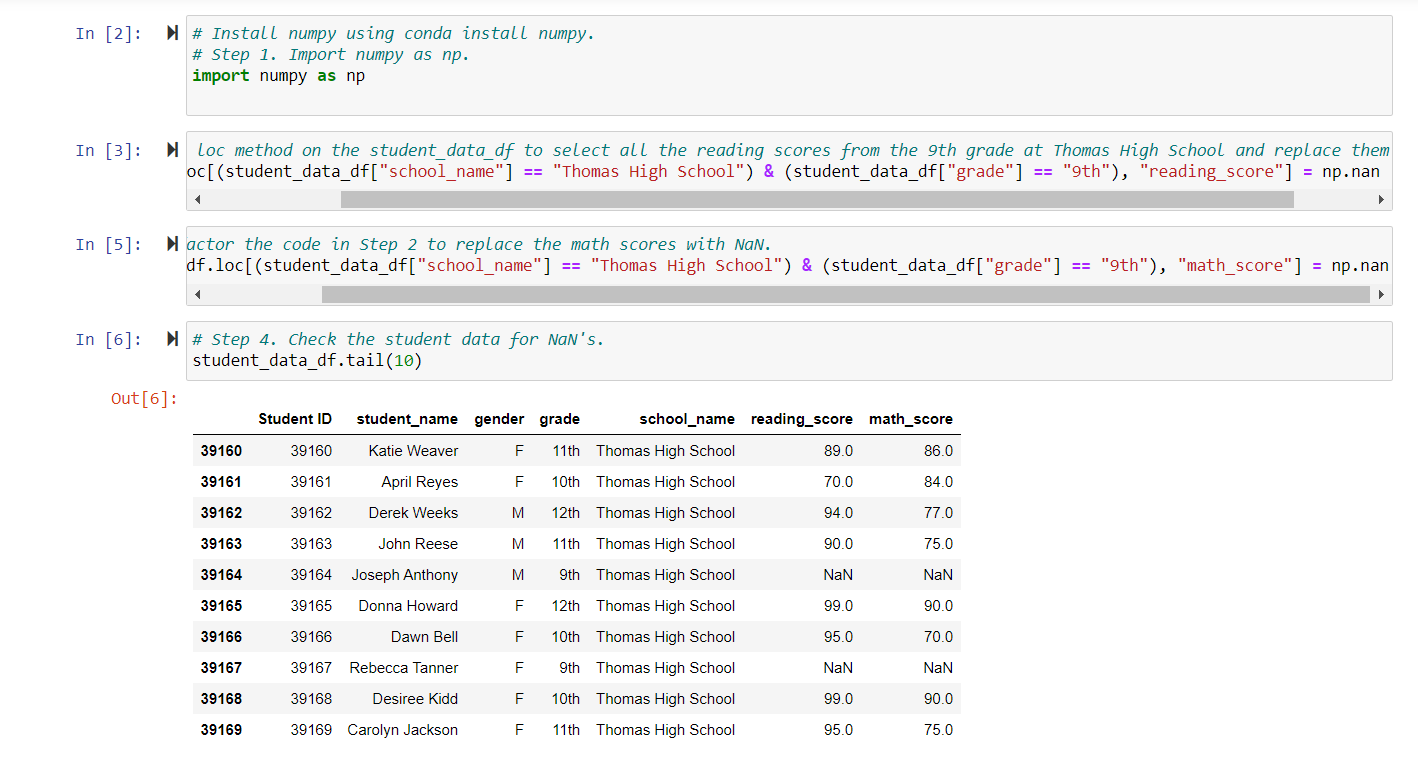 In [2]:
# Install numpy using conda install numpy.
# Step 1. Import numpy as np.
import numpy as np
In [3]:
loc method on the student_data_df to select all the reading scores from the 9th grade at Thomas High School and replace them
oc[(student_data_df["school_name"] == "Thomas High School") & (student_data_df["grade"] == "9th"), "reading_score"] = np.nan
In [5]:
actor the code in Step 2 to replace the math scores with NaN.
df.loc[(student_data_df["school_name"] == "Thomas High School") & (student_data_df["grade"] == "9th"), "math_score"] = np.nan
In [6]:
# Step 4. Check the student data for NaN's.
student_data_df.tail(10)
Out[6]:
Student ID student_name gender grade school_name reading_score math_score
39160 39160 Katie Weaver F 11th Thomas High School 89.0 86.0
39161 39161 April Reyes F 10th Thomas High School 70.0 84.0
39162 39162 Derek Weeks M 12th Thomas High School 94.0 77.0
39163 39163 John Reese M 11th Thomas High School 90.0 75.0
39164 39164 Joseph Anthony M 9th Thomas High School NaN NaN
39165 39165 Donna Howard F 12th Thomas High School 99.0 90.0
39166 39166 Dawn Bell F 10th Thomas High School 95.0 70.0
39167 39167 Rebecca Tanner F 9th Thomas High School NaN NaN
39168 39168 Desiree Kidd F 10th Thomas High School 99.0 90.0
39169 39169 Carolyn Jackson F 11th Thomas High School 95.0 75.0